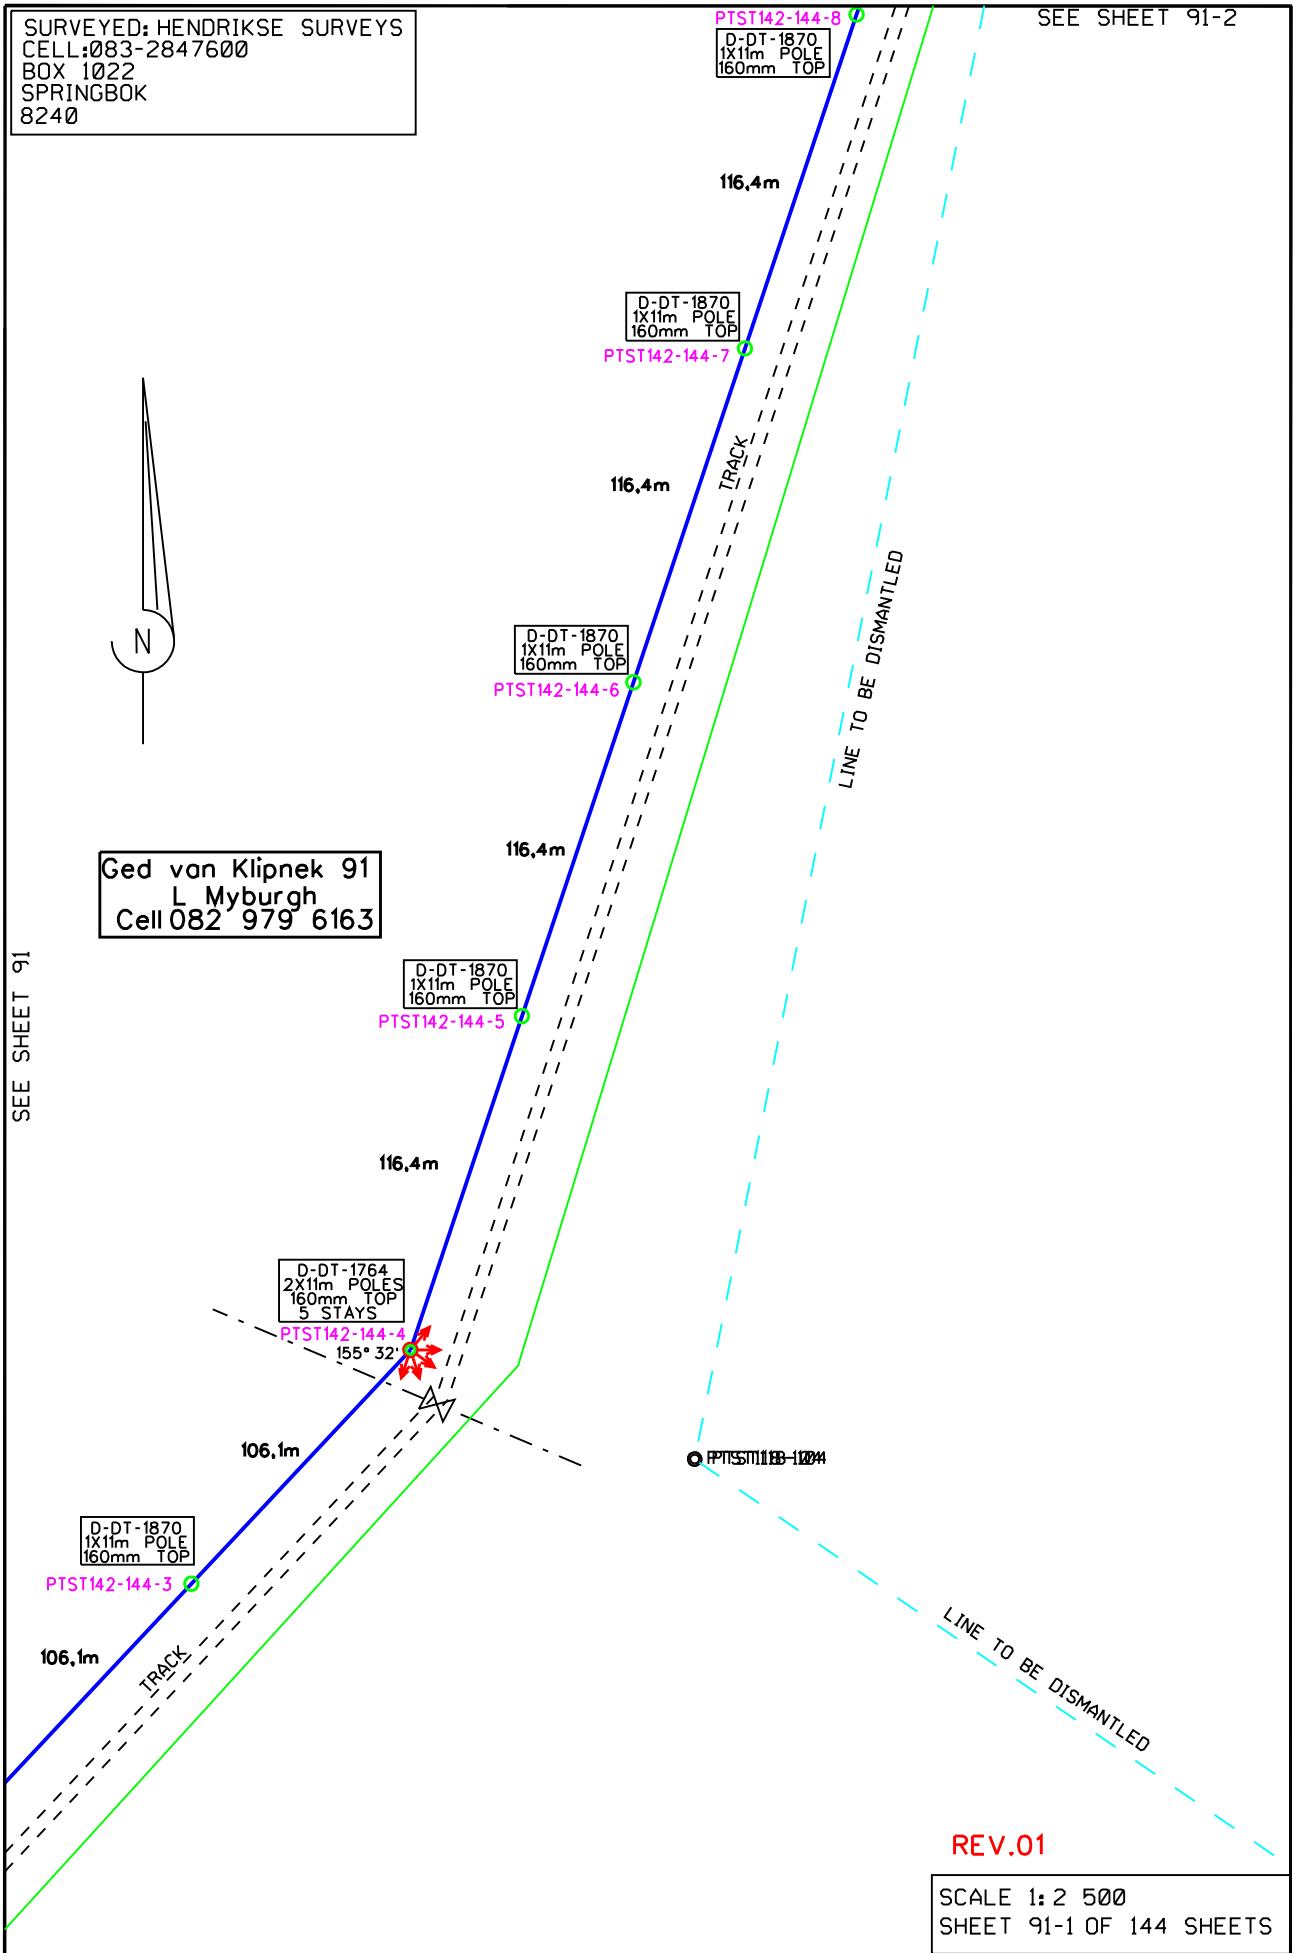 SURVEYED: HENDRIKSE SURVEYS
CELL:083-2847600
BOX 1022
SPRINGBOK
8240
PTST142-144-8
D-DT-1870
1X11m POLE
160mm TOP
SEE SHEET 91-2
116,4m
D-DT-1870
1X11m POLE
160mm TOP
PTST142-144-7
TRACK
116,4m
LINE TO BE DISMANTLED
N
D-DT-1870
1X11m POLE
160mm TOP
PTST142-144-6
116,4m
Ged van Klipnek 91
L Myburgh
Cell 082 979 6163
SEE SHEET 91
D-DT-1870
1X11m POLE
160mm TOP
PTST142-144-5
116,4m
D-DT-1764
2X11m POLES
160mm TOP
5 STAYS
PTST142-144-4
155° 32'
106,1m
D-DT-1870
1X11m POLE
160mm TOP
PTST142-144-3
106,1m
TRACK
LINE TO BE DISMANTLED
REV.01
SCALE 1:2 500
SHEET 91-1 OF 144 SHEETS